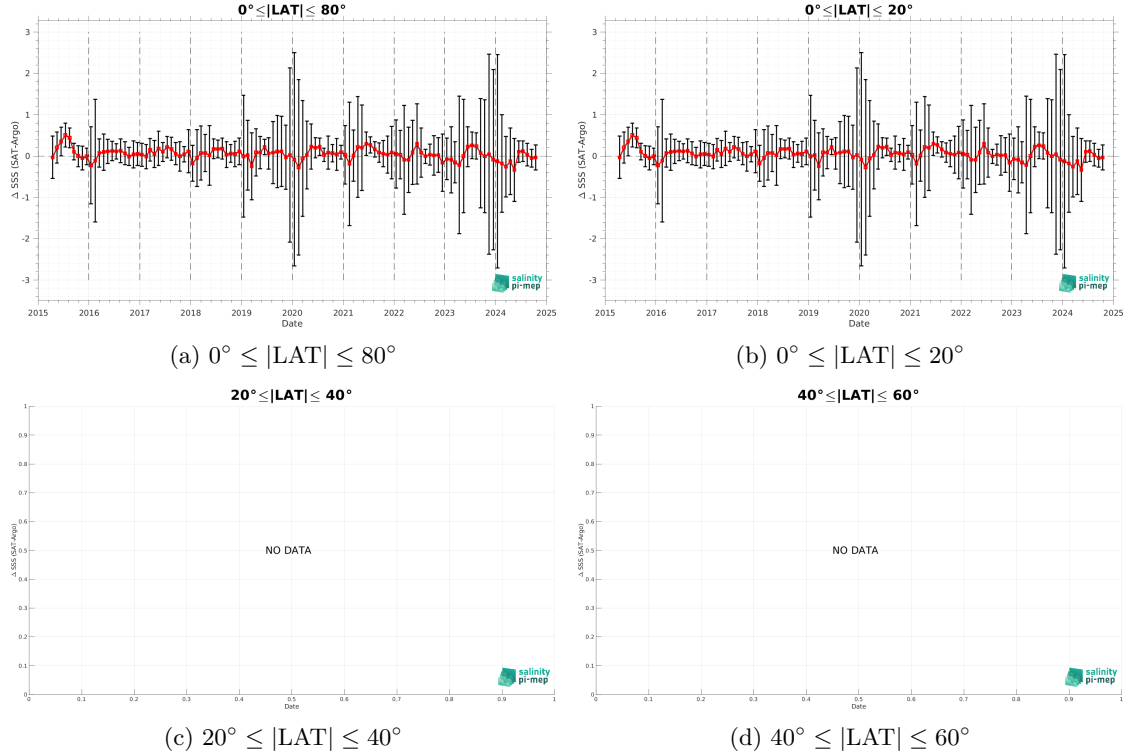 0°≤|LAT|≤ 80°
3
2
1
0
-1
-2
-3
Δ SSS (SAT-Argo)
2015 2016 2017 2018 2019 2020 2021 2022 2023 2024 2025
Date
salinity
pi-mep
(a) 0° ≤ |LAT| ≤ 80°
0°≤|LAT|≤ 20°
3
2
1
0
-1
-2
-3
Δ SSS (SAT-Argo)
2015 2016 2017 2018 2019 2020 2021 2022 2023 2024 2025
Date
salinity
pi-mep
(b) 0° ≤ |LAT| ≤ 20°
20°≤|LAT|≤ 40°
1
0.9
0.8
0.7
0.6
0.5
0.4
0.3
0.2
0.1
0
Δ SSS (SAT-Argo)
NO DATA
0 0.1 0.2 0.3 0.4 0.5 0.6 0.7 0.8 0.9 1
Date
salinity
pi-mep
(c) 20° ≤ |LAT| ≤ 40°
40°≤|LAT|≤ 60°
1
0.9
0.8
0.7
0.6
0.5
0.4
0.3
0.2
0.1
0
Δ SSS (SAT-Argo)
NO DATA
0 0.1 0.2 0.3 0.4 0.5 0.6 0.7 0.8 0.9 1
Date
salinity
pi-mep
(d) 40° ≤ |LAT| ≤ 60°